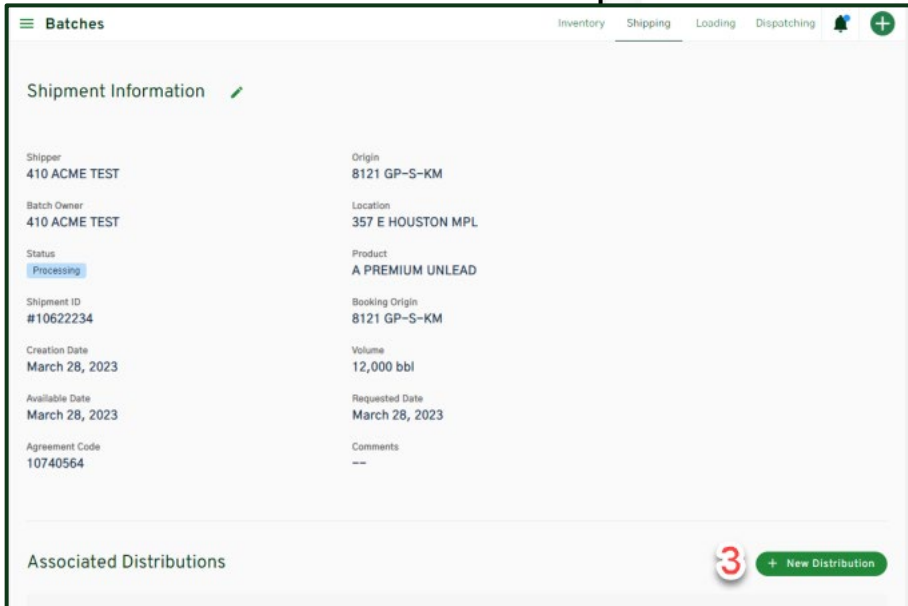 Batches
Inventory Shipping Loading Dispatching
Shipment Information
Shipper
410 ACME TEST
Origin
8121 GP-S-KM
Batch Owner
410 ACME TEST
Location
357 E HOUSTON MPL
Status
Processing
Product
A PREMIUM UNLEAD
Shipment ID
#10622234
Booking Origin
8121 GP-S-KM
Creation Date
March 28, 2023
Volume
12,000 bbl
Available Date
March 28, 2023
Requested Date
March 28, 2023
Agreement Code
10740564
Comments
--
Associated Distributions
3
+ New Distribution